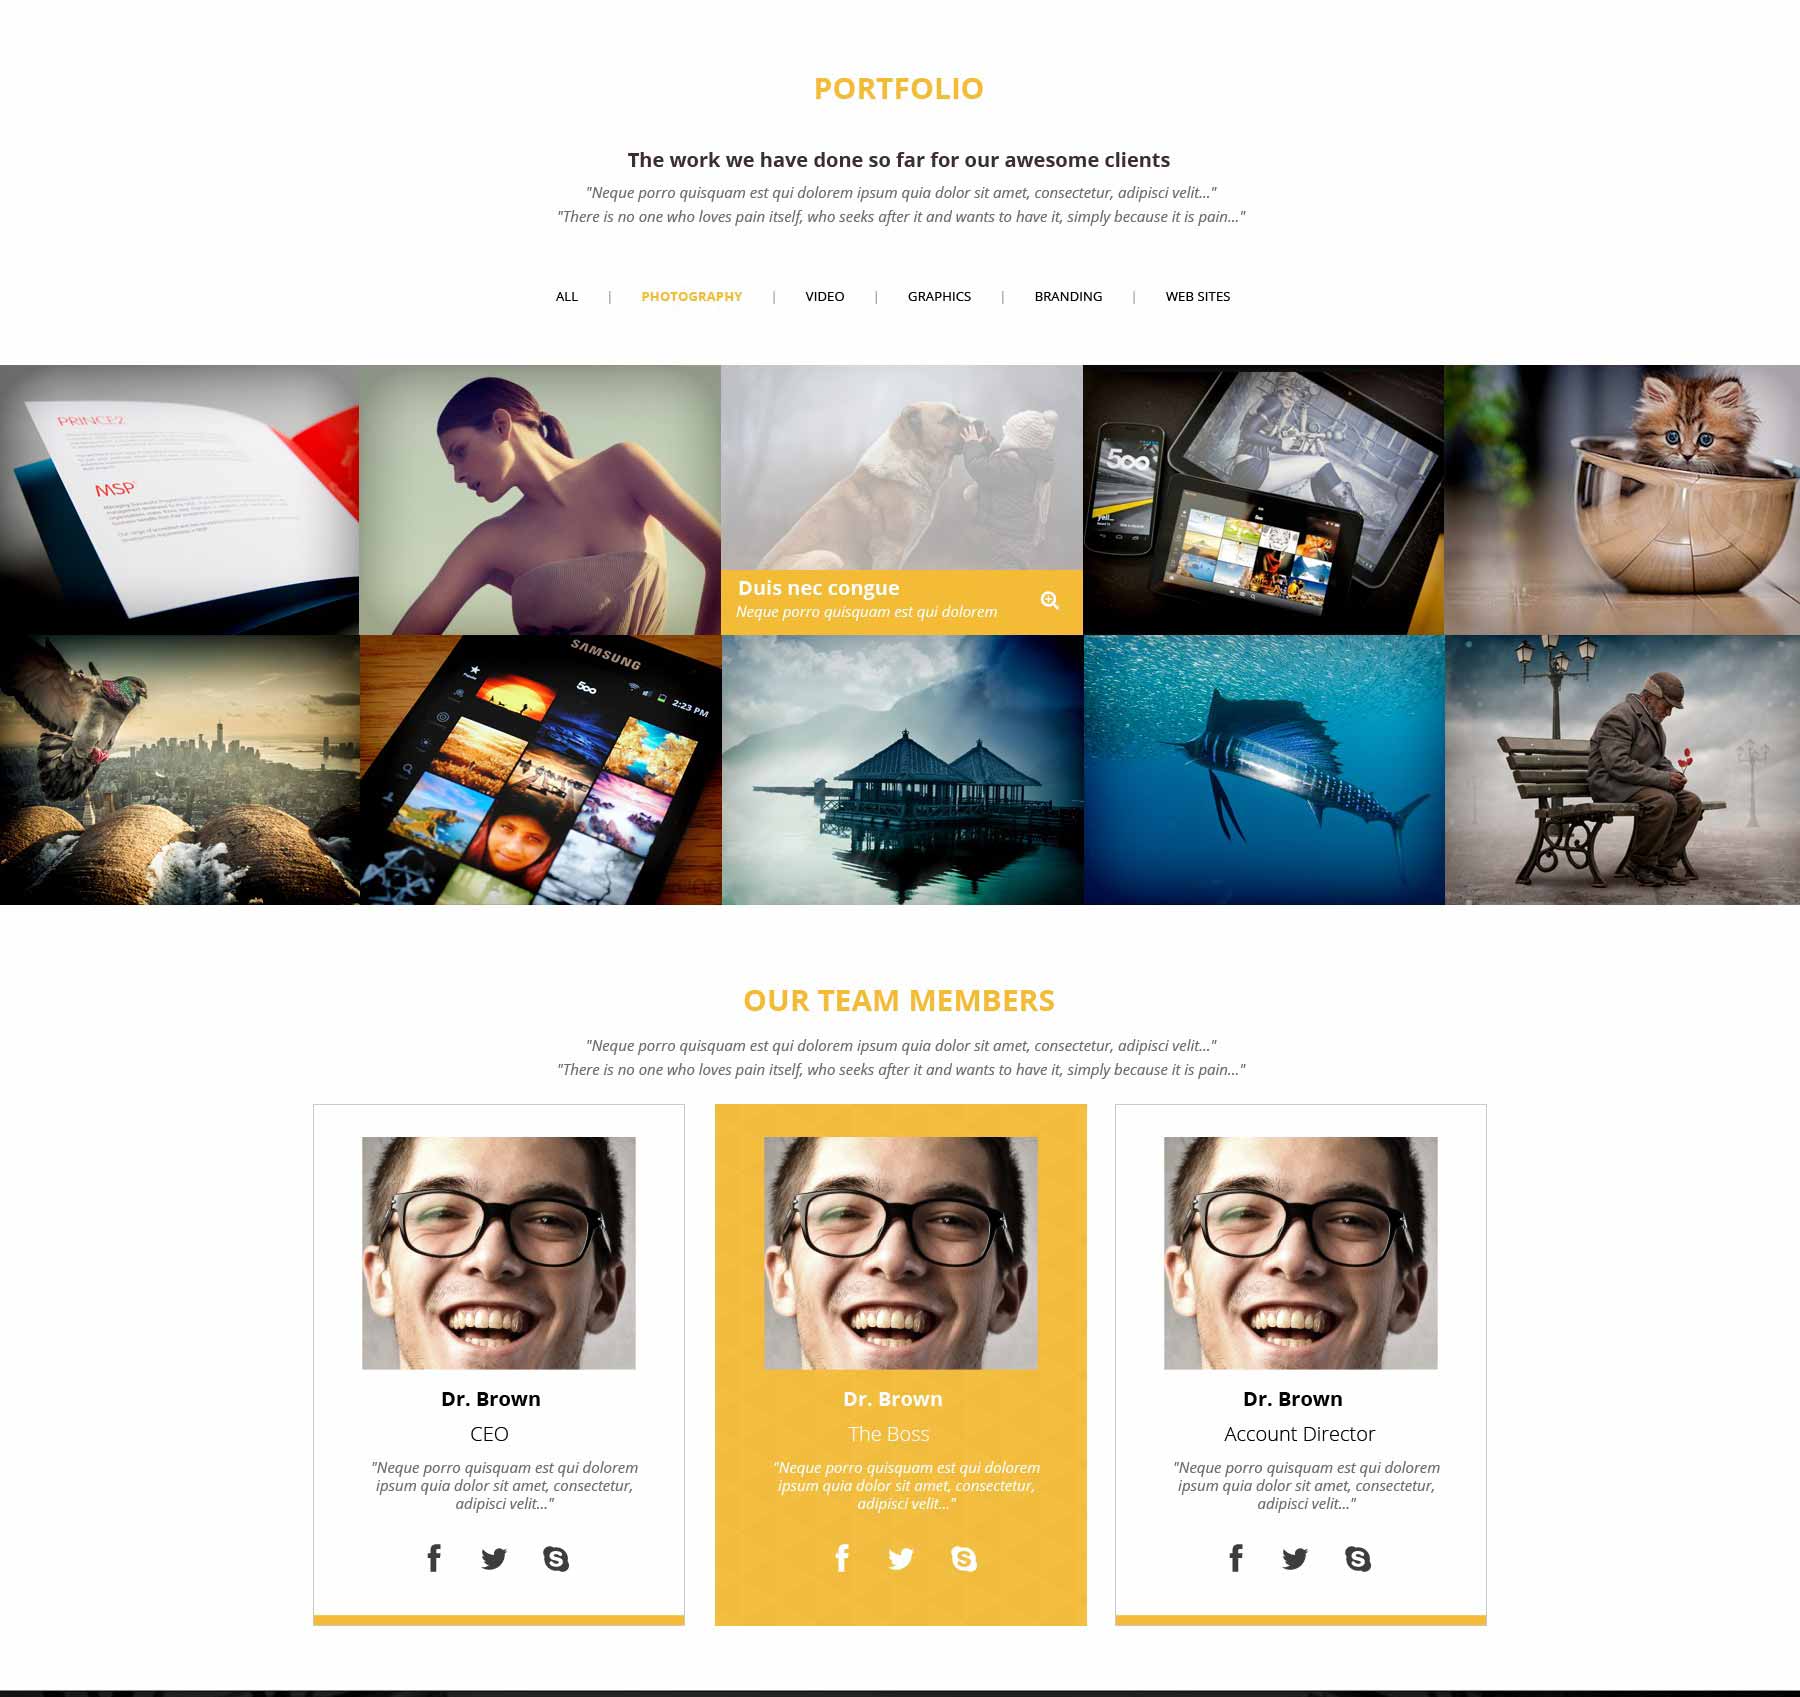 PORTFOLIO
The work we have done so far for our awesome clients
"Neque porro quisquam est qui dolorem ipsum quia dolor sit amet, consectetur, adipisci velit..."
"There is no one who loves pain itself, who seeks after it and wants to have it, simply because it is pain..."
ALL | PHOTOGRAPHY | VIDEO | GRAPHICS | BRANDING | WEB SITES
PRINCE2
MSP
500
yell...
Duis nec congue
Neque porro quisquam est qui dolorem
SAMSUNG
500
2:23 PM
OUR TEAM MEMBERS
"Neque porro quisquam est qui dolorem ipsum quia dolor sit amet, consectetur, adipisci velit..."
"There is no one who loves pain itself, who seeks after it and wants to have it, simply because it is pain..."
Dr. Brown
CEO
"Neque porro quisquam est qui dolorem
ipsum quia dolor sit amet, consectetur,
adipisci velit..."
Dr. Brown
The Boss
"Neque porro quisquam est qui dolorem
ipsum quia dolor sit amet, consectetur,
adipisci velit..."
Dr. Brown
Account Director
"Neque porro quisquam est qui dolorem
ipsum quia dolor sit amet, consectetur,
adipisci velit..."